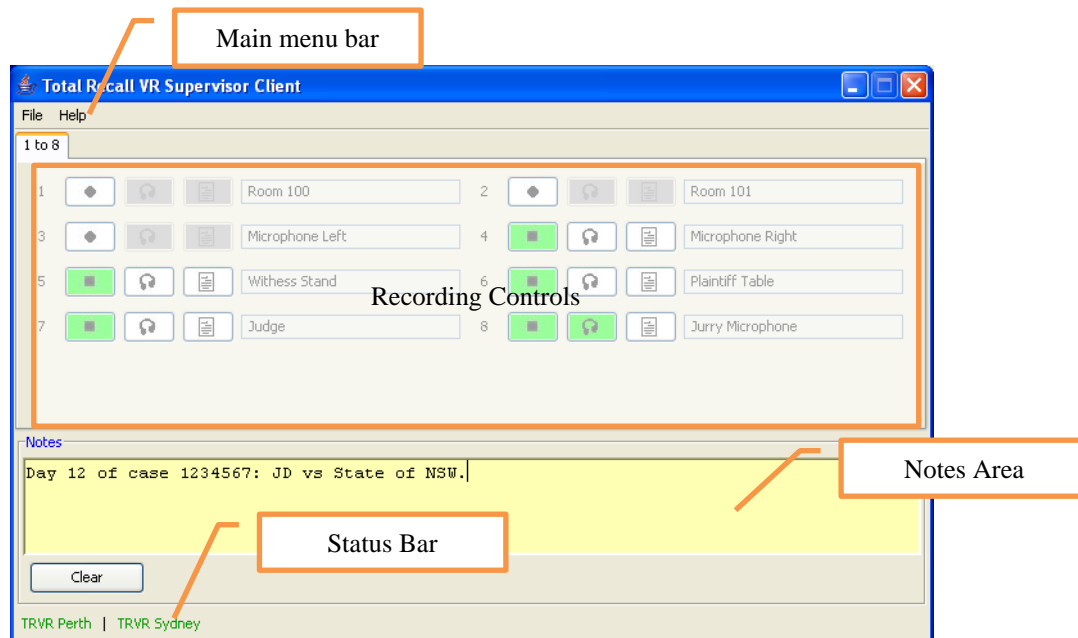 Main menu bar
Total Recall VR Supervisor Client
File Help
1 to 8
1 Room 100 2 Room 101
3 Microphone Left 4 Microphone Right
5 Withess Stand 6 Plaintiff Table
Recording Controls
7 Judge 8 Jurry Microphone
Notes
Day 12 of case 1234567: JD vs State of NSW.
Notes Area
Status Bar
Clear
TRVR Perth | TRVR Sydney